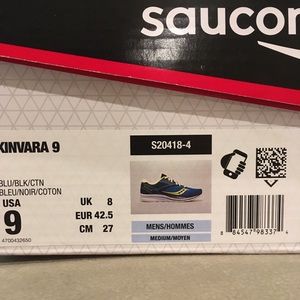 saucon
KINVARA 9
S20418-4
BLU/BLK/CTN
BLEU/NOIR/COTON
USA
9
UK 8
EUR 42.5
CM 27
4700432650
MENS/HOMMES
MEDIUM/MOYEN
8 84547 98337 4